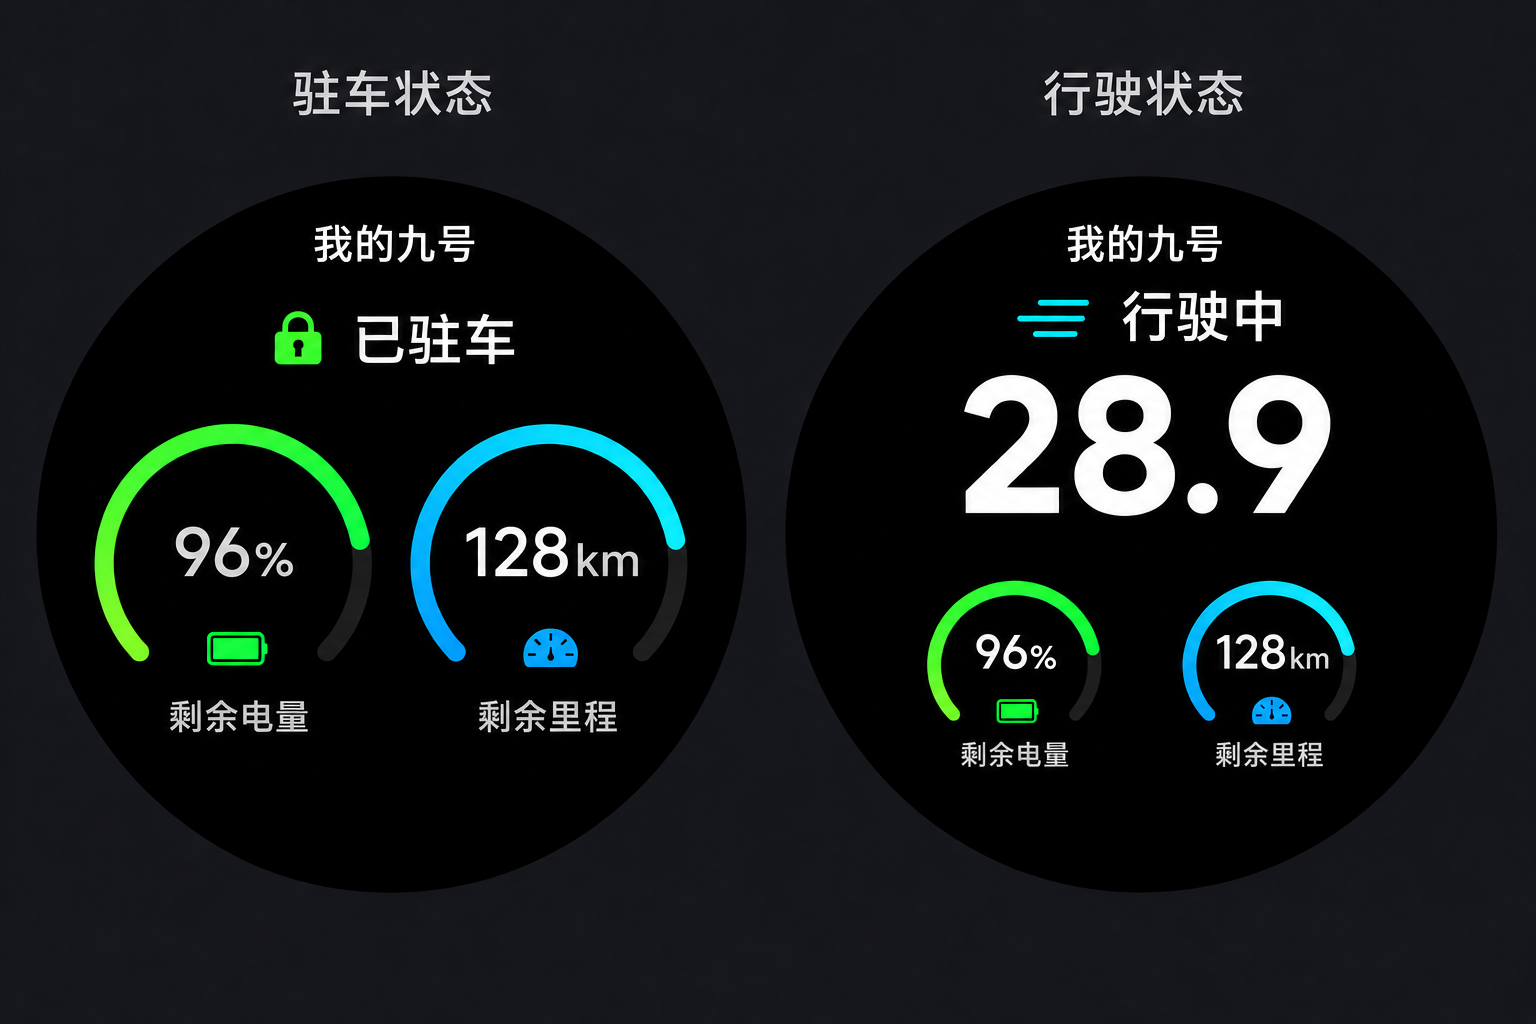 驻车状态
我的九号
已驻车
96%
128km
剩余电量
剩余里程
行驶状态
我的九号
行驶中
28.9
96%
128km
剩余电量
剩余里程